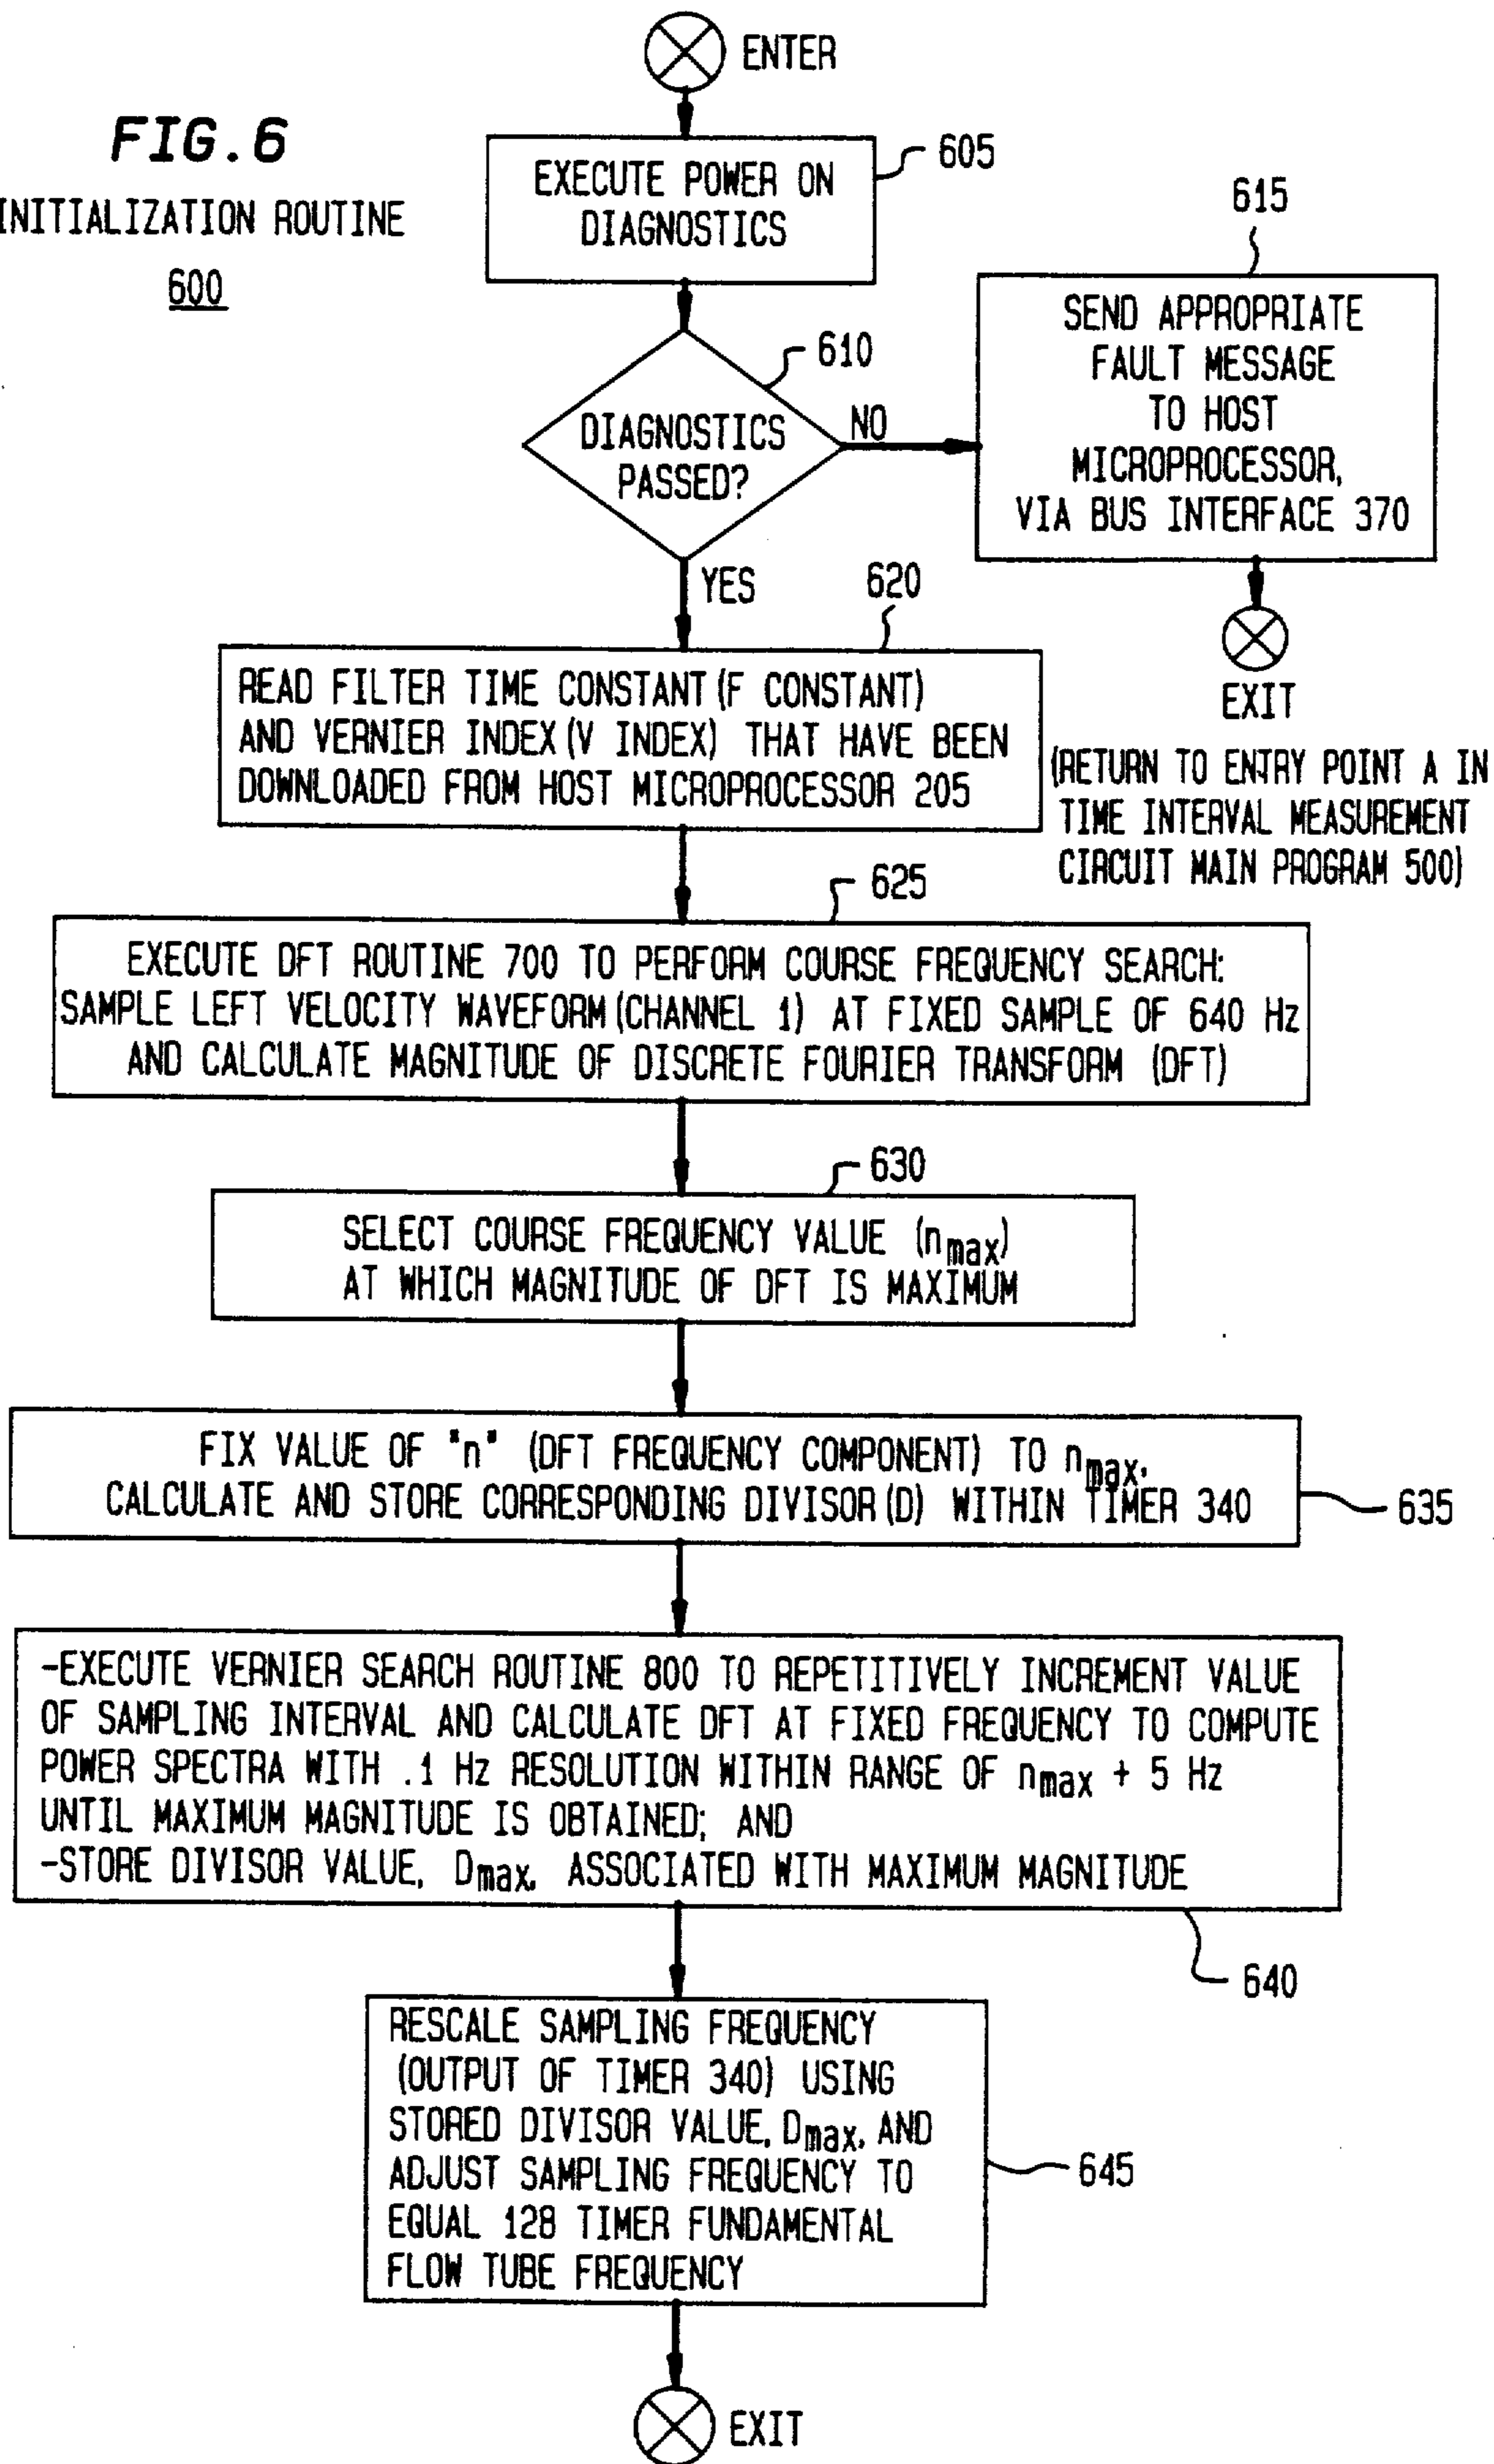 ENTER
FIG. 6
INITIALIZATION ROUTINE
600
EXECUTE POWER ON
DIAGNOSTICS
605
610
DIAGNOSTICS
PASSED?
NO
YES
615
SEND APPROPRIATE
FAULT MESSAGE
TO HOST
MICROPROCESSOR,
VIA BUS INTERFACE 370
EXIT
(RETURN TO ENTRY POINT A IN
TIME INTERVAL MEASUREMENT
CIRCUIT MAIN PROGRAM 500)
620
READ FILTER TIME CONSTANT (F CONSTANT)
AND VERNIER INDEX (V INDEX) THAT HAVE BEEN
DOWNLOADED FROM HOST MICROPROCESSOR 205
625
EXECUTE DFT ROUTINE 700 TO PERFORM COURSE FREQUENCY SEARCH:
SAMPLE LEFT VELOCITY WAVEFORM (CHANNEL 1) AT FIXED SAMPLE OF 640 Hz
AND CALCULATE MAGNITUDE OF DISCRETE FOURIER TRANSFORM (DFT)
630
SELECT COURSE FREQUENCY VALUE (nmax)
AT WHICH MAGNITUDE OF DFT IS MAXIMUM
FIX VALUE OF "n" (DFT FREQUENCY COMPONENT) TO nmax,
CALCULATE AND STORE CORRESPONDING DIVISOR (D) WITHIN TIMER 340
635
-EXECUTE VERNIER SEARCH ROUTINE 800 TO REPETITIVELY INCREMENT VALUE
OF SAMPLING INTERVAL AND CALCULATE DFT AT FIXED FREQUENCY TO COMPUTE
POWER SPECTRA WITH .1 Hz RESOLUTION WITHIN RANGE OF nmax + 5 Hz
UNTIL MAXIMUM MAGNITUDE IS OBTAINED; AND
-STORE DIVISOR VALUE, Dmax, ASSOCIATED WITH MAXIMUM MAGNITUDE
640
RESCALE SAMPLING FREQUENCY
(OUTPUT OF TIMER 340) USING
STORED DIVISOR VALUE, Dmax, AND
ADJUST SAMPLING FREQUENCY TO
EQUAL 128 TIMER FUNDAMENTAL
FLOW TUBE FREQUENCY
645
EXIT